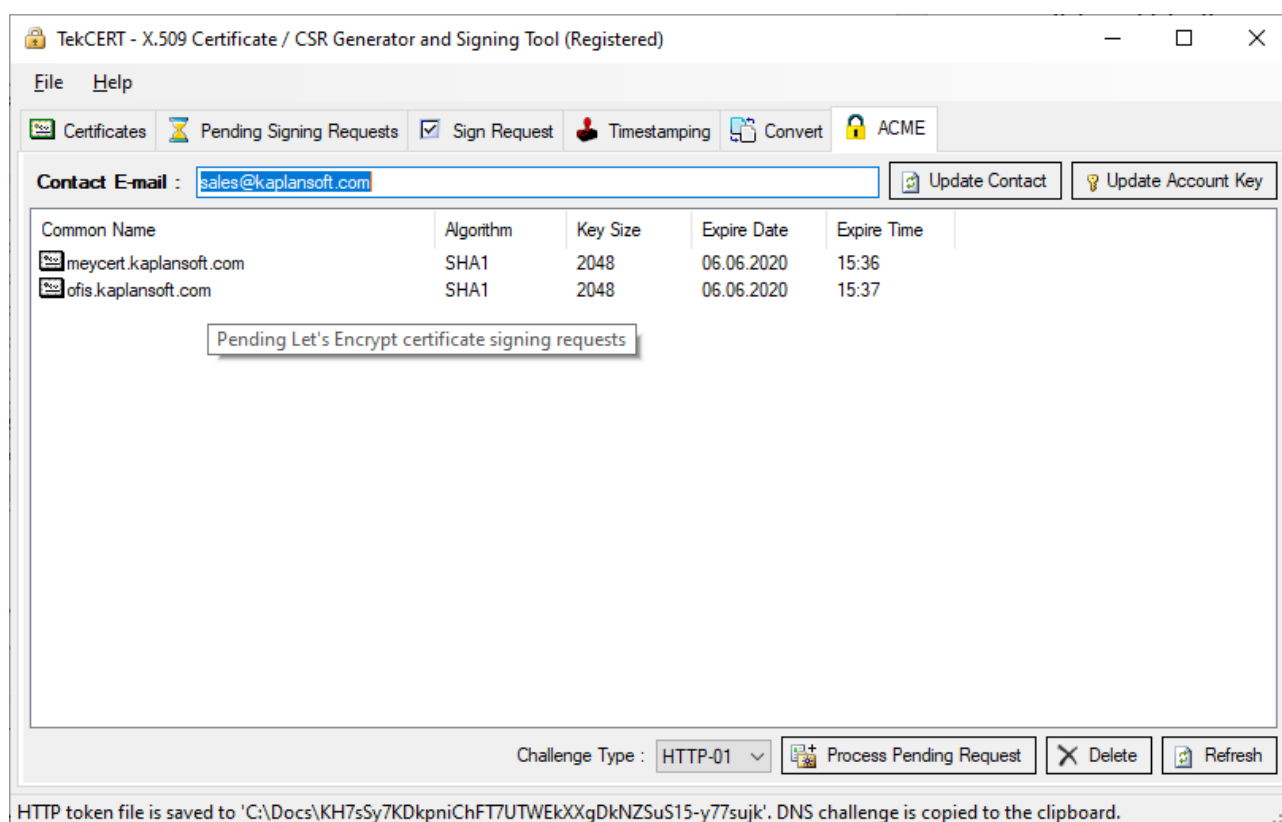 TekCERT - X.509 Certificate / CSR Generator and Signing Tool (Registered)
File Help
Certificates Pending Signing Requests Sign Request Timestamping Convert ACME
Contact E-mail : sales@kaplansoft.com Update Contact Update Account Key
Common Name Algorithm Key Size Expire Date Expire Time
meycert.kaplansoft.com SHA1 2048 06.06.2020 15:36
ofis.kaplansoft.com SHA1 2048 06.06.2020 15:37
Pending Let's Encrypt certificate signing requests
Challenge Type : HTTP-01 Process Pending Request Delete Refresh
HTTP token file is saved to 'C:\Docs\KH7sSy7KDkpniChFT7UTWEkXXgDkNZSuS15-y77sujk'. DNS challenge is copied to the clipboard.